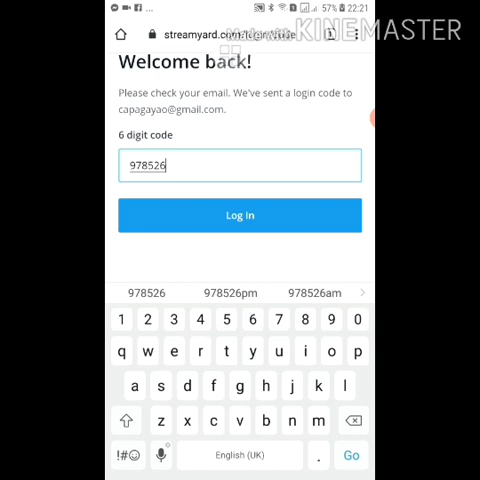 57% 22:21
KINEMASTER
streamyard.com/login/
Welcome back!
Please check your email. We've sent a login code to
capagayao@gmail.com.
6 digit code
978526
Log In
978526 978526pm 978526am
1 2 3 4 5 6 7 8 9 0
q w e r t y u i o p
a s d f g h j k l
z x c v b n m
!#☺ English (UK) . Go